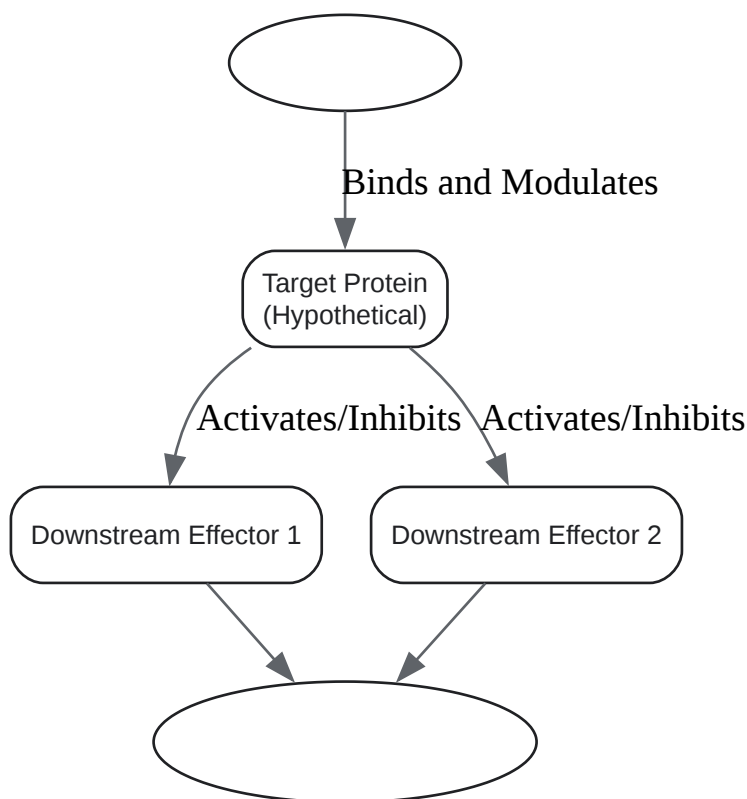 Binds and Modulates
Target Protein
(Hypothetical)
Activates/Inhibits
Activates/Inhibits
Downstream Effector 1
Downstream Effector 2